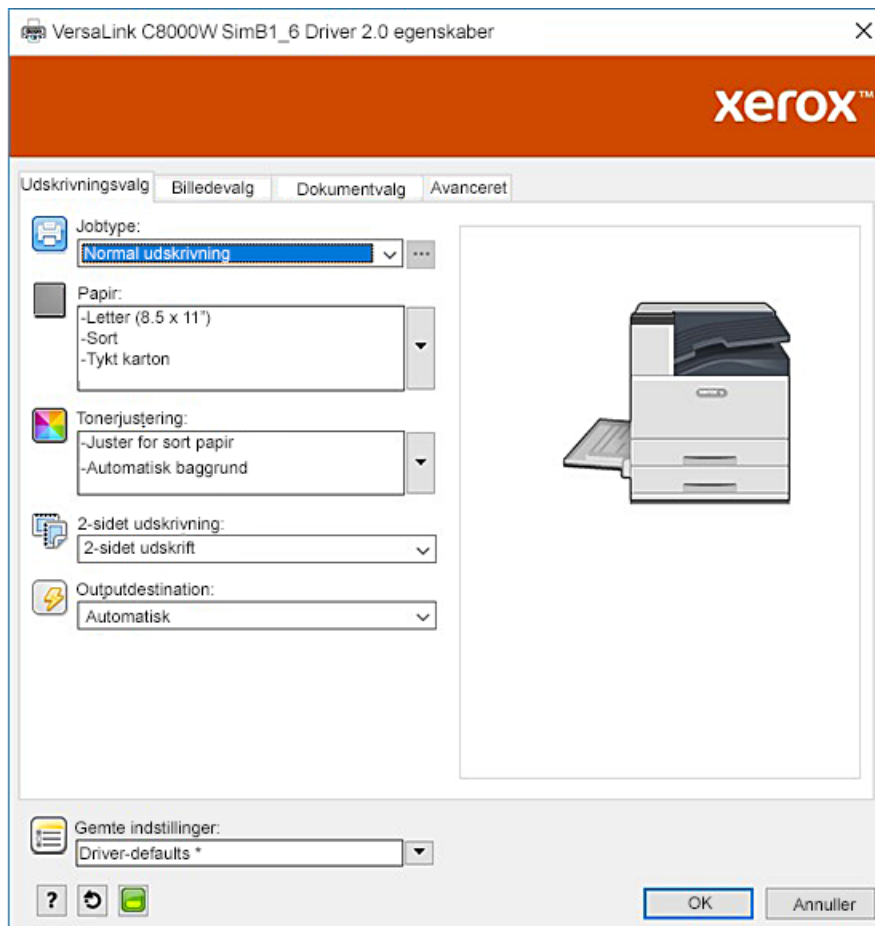 VersaLink C8000W SimB1_6 Driver 2.0 egenskaber
xerox™
Udskrivningsvalg Billedevalg Dokumentvalg Avanceret
Jobtype:
Normal udskrivning
Papir:
-Letter (8.5 x 11")
-Sort
-Tykt karton
Tonerjustering:
-Juster for sort papir
-Automatisk baggrund
2-sidet udskrivning:
2-sidet udskrift
Outputdestination:
Automatisk
Gemte indstillinger:
Driver-defaults *
OK Annuller